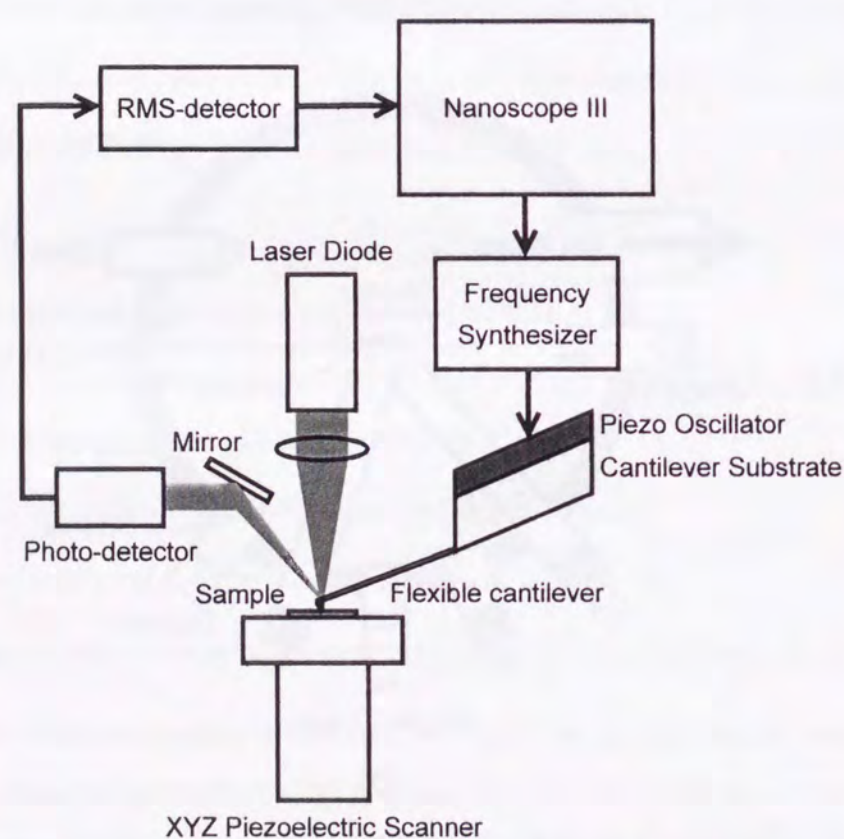 RMS-detector
Nanoscope III
Laser Diode
Frequency
Synthesizer
Mirror
Piezo Oscillator
Cantilever Substrate
Photo-detector
Sample
Flexible cantilever
XYZ Piezoelectric Scanner